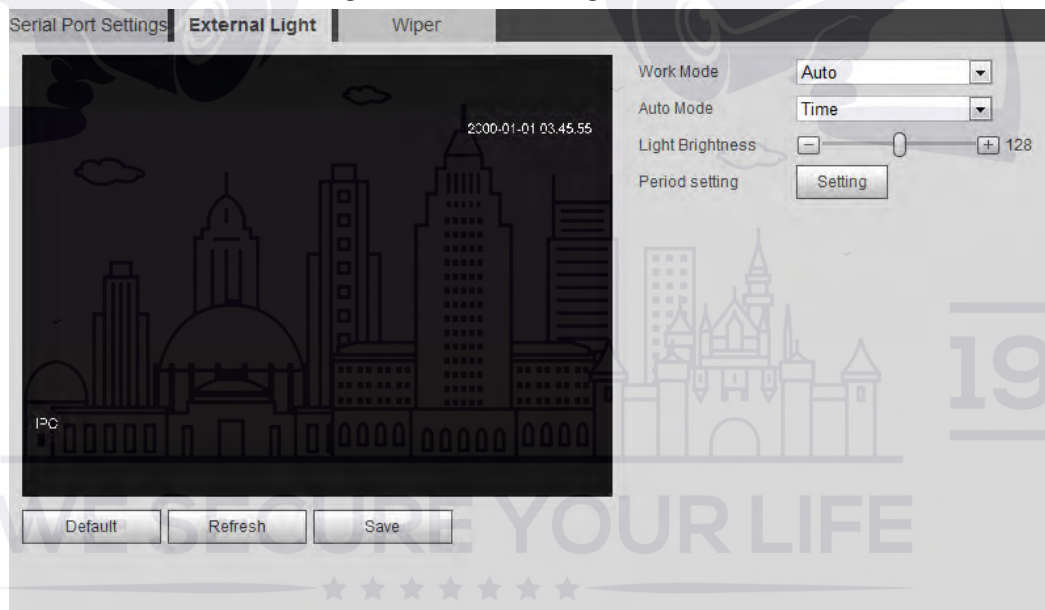 Serial Port Settings External Light Wiper
2000-01-01 03:45:55
IPC
Work Mode Auto
Auto Mode Time
Light Brightness - + 128
Period setting Setting
19
Default Refresh Save
WE SECURE YOUR LIFE